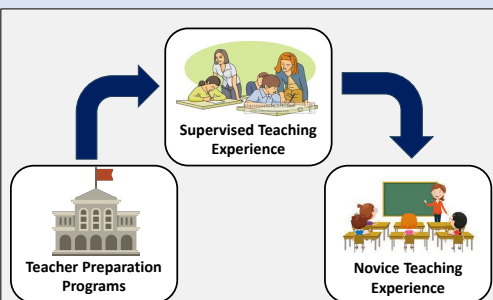 Supervised Teaching
Experience
Teacher Preparation
Programs
Novice Teaching
Experience